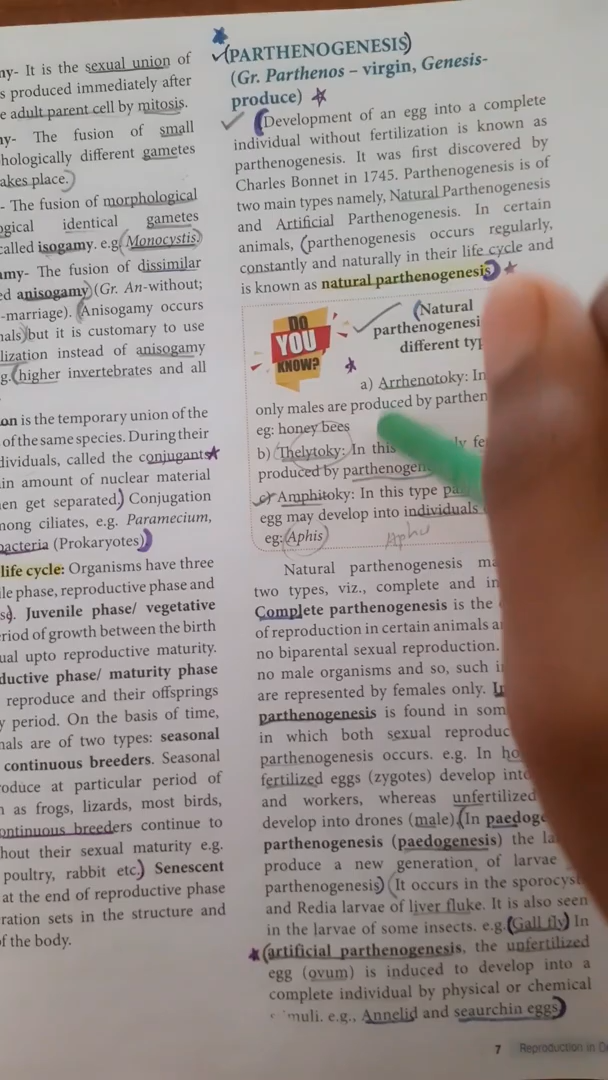 ny- It is the sexual union of
s produced immediately after
e adult parent cell by mitosis.
ny- The fusion of small
hologically different gametes
akes place.)
- The fusion of morphological
ogical identical gametes
called isogamy. e.g. Monocystis.
amy- The fusion of dissimilar
ed anisogamy (Gr. An-without;
-marriage). Anisogamy occurs
nals) but it is customary to use
lization instead of anisogamy
g. higher invertebrates and all
on is the temporary union of the
of the same species. During their
dividuals, called the conjugants
in amount of nuclear material
en get separated. Conjugation
mong ciliates, e.g. Paramecium,
bacteria (Prokaryotes)
life cycle: Organisms have three
le phase, reproductive phase and
s). Juvenile phase/ vegetative
riod of growth between the birth
ual upto reproductive maturity.
ductive phase/ maturity phase
reproduce and their offsprings
y period. On the basis of time,
nals are of two types: seasonal
continuous breeders. Seasonal
oduce at particular period of
n as frogs, lizards, most birds,
ontinuous breeders continue to
hout their sexual maturity e.g.
poultry, rabbit etc. Senescent
at the end of reproductive phase
ration sets in the structure and
of the body.
(PARTHENOGENESIS)
(Gr. Parthenos – virgin, Genesis-
produce)
Development of an egg into a complete
individual without fertilization is known as
parthenogenesis. It was first discovered by
Charles Bonnet in 1745. Parthenogenesis is of
two main types namely, Natural Parthenogenesis
and Artificial Parthenogenesis. In certain
animals, (parthenogenesis occurs regularly,
constantly and naturally in their life cycle and
is known as natural parthenogenesis
DO
YOU
KNOW?
(Natural
parthenogenesi
different typ
a) Arrhenotoky: In
only males are produced by parthen
eg: honey bees
b) Thelytoky: In this ly fe
produced by parthenogen
c) Amphitoky: In this type pa
egg may develop into individuals
eg: Aphis
Natural parthenogenesis ma
two types, viz., complete and in
Complete parthenogenesis is the
of reproduction in certain animals a
no biparental sexual reproduction.
no male organisms and so, such i
are represented by females only. In
parthenogenesis is found in som
in which both sexual reproduc
parthenogenesis occurs. e.g. In ho
fertilized eggs (zygotes) develop into
and workers, whereas unfertilized
develop into drones (male). In paedoge
parthenogenesis (paedogenesis) the la
produce a new generation of larvae
parthenogenesis It occurs in the sporocyst
and Redia larvae of liver fluke. It is also seen
in the larvae of some insects. e.g. Gall fly In
artificial parthenogenesis, the unfertilized
egg (ovum) is induced to develop into a
complete individual by physical or chemical
muli. e.g., Annelid and seaurchin eggs
7 Reproduction in